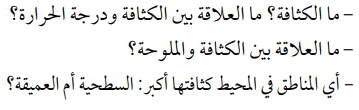 – ما الكثافة؟ ما العلاقة بين الكثافة ودرجة الحرارة؟
– ما العلاقة بين الكثافة والملوحة؟
– أي المناطق في المحيط كثافتها أكبر: السطحية أم العميقة؟